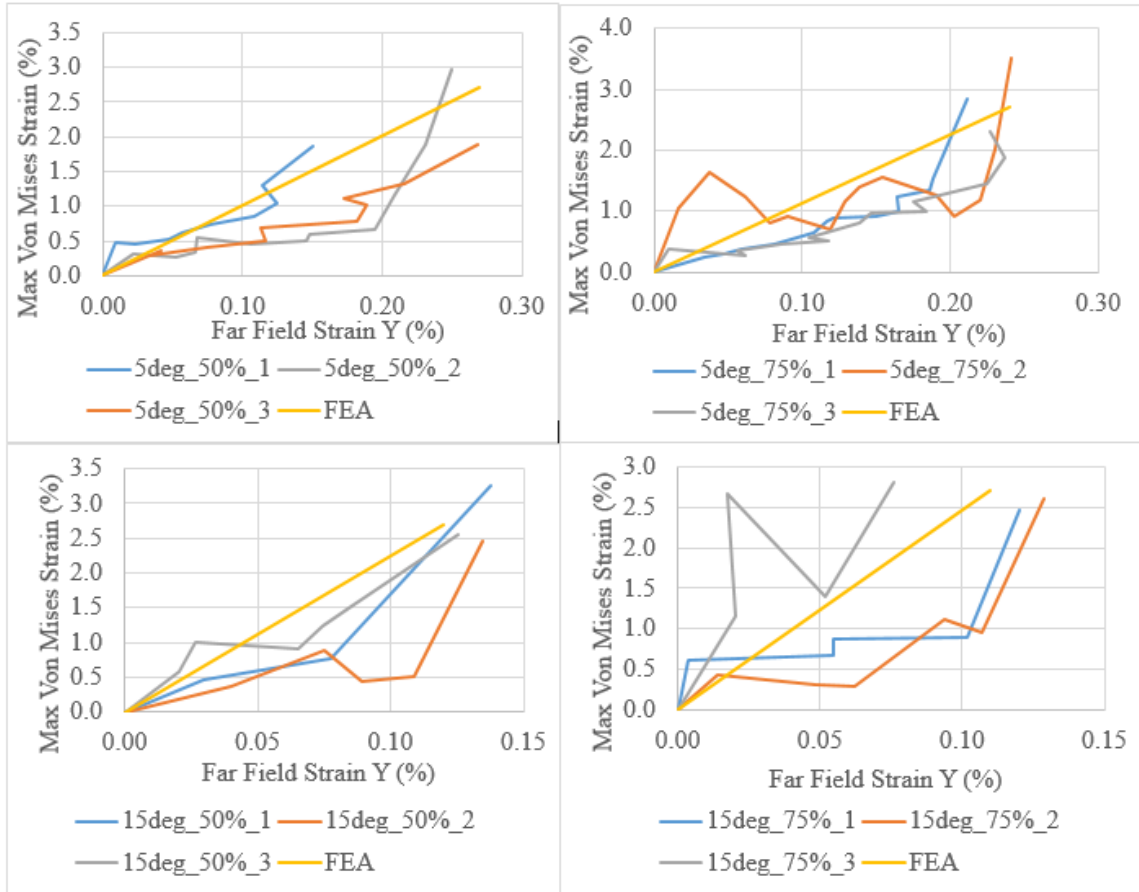 Max Von Mises Strain (%)
3.5
3.0
2.5
2.0
1.5
1.0
0.5
0.0
0.00 0.10 0.20 0.30
Far Field Strain Y (%)
5deg_50%_1 5deg_50%_2
5deg_50%_3 FEA
Max Von Mises Strain (%)
4.0
3.0
2.0
1.0
0.0
0.00 0.10 0.20 0.30
Far Field Strain Y (%)
5deg_75%_1 5deg_75%_2
5deg_75%_3 FEA
Max Von Mises Strain (%)
3.5
3.0
2.5
2.0
1.5
1.0
0.5
0.0
0.00 0.05 0.10 0.15
Far Field Strain Y (%)
15deg_50%_1 15deg_50%_2
15deg_50%_3 FEA
Max Von Mises Strain (%)
3.0
2.5
2.0
1.5
1.0
0.5
0.0
0.00 0.05 0.10 0.15
Far Field Strain Y (%)
15deg_75%_1 15deg_75%_2
15deg_75%_3 FEA